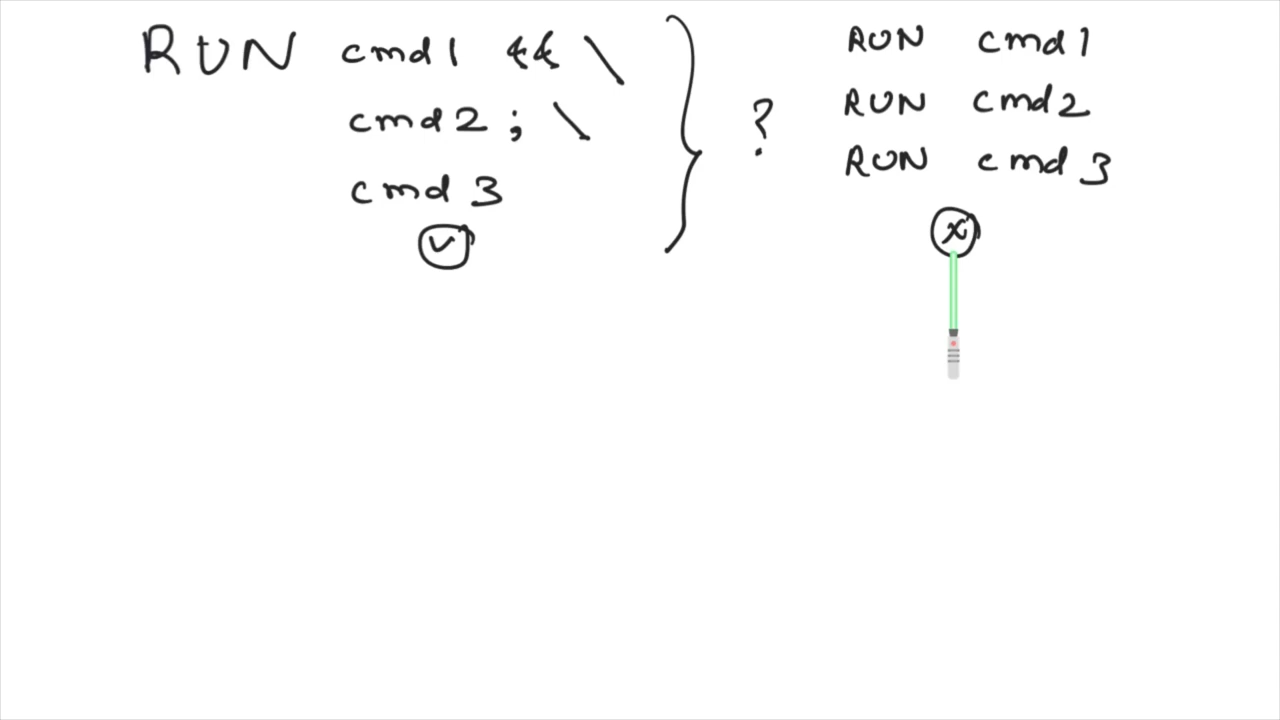 RUN cmd1 && \
cmd2 ; \
cmd3
?
RUN cmd1
RUN cmd2
RUN cmd3
x